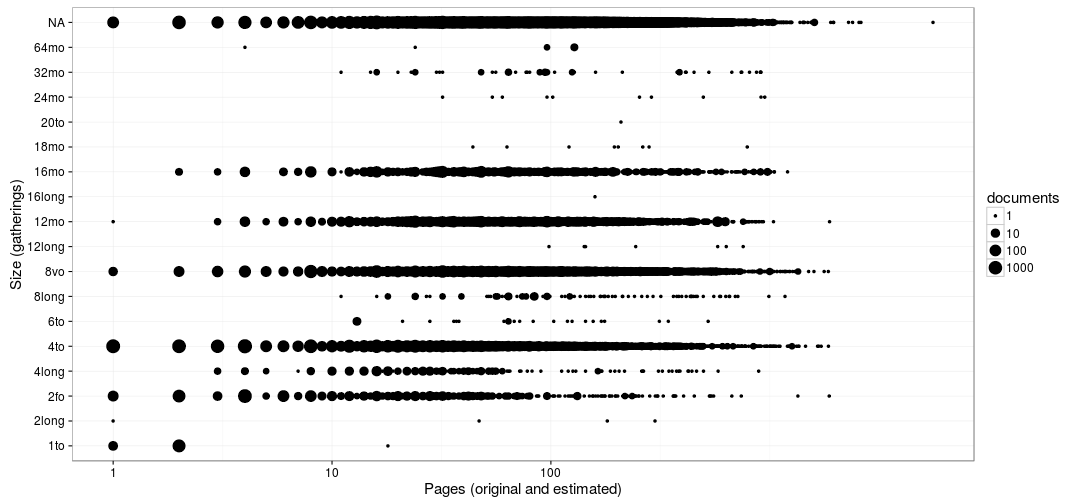 NA
64mo
32mo
24mo
20to
18mo
16mo
16long
12mo
12long
8vo
8long
6to
4to
4long
2fo
2long
1to
Size (gatherings)
1 10 100
Pages (original and estimated)
documents
1
10
100
1000